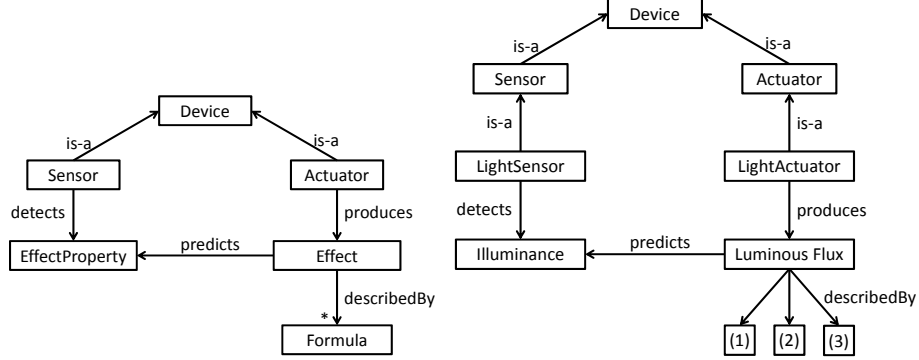 Device
is-a
is-a
Sensor
Actuator
detects
produces
EffectProperty
predicts
Effect
describedBy
*
Formula
Device
is-a
is-a
Sensor
Actuator
is-a
is-a
LightSensor
LightActuator
detects
produces
Illuminance
predicts
Luminous Flux
describedBy
(1)
(2)
(3)